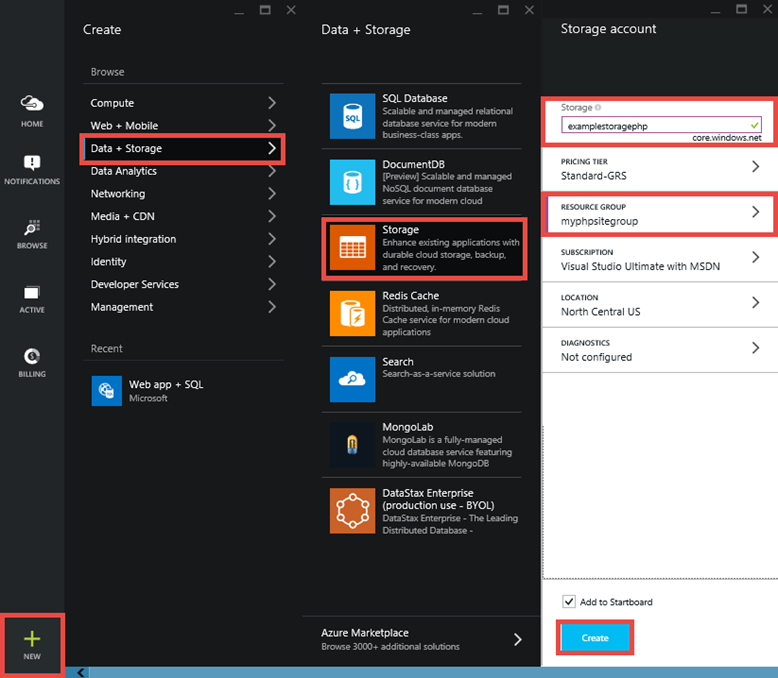 HOME
NOTIFICATIONS
BROWSE
ACTIVE
BILLING
NEW
Create
Browse
Compute
Web + Mobile
Data + Storage
Data Analytics
Networking
Media + CDN
Hybrid integration
Identity
Developer Services
Management
Recent
Web app + SQL
Microsoft
Data + Storage
SQL
SQL Database
Scalable and managed relational
database service for modern
business-class apps.
DocumentDB
[Preview] Scalable and managed
NoSQL document database
service for modern cloud
Storage
Enhance existing applications with
durable cloud storage, backup,
and recovery.
Redis Cache
Distributed, in-memory Redis
Cache service for modern cloud
applications
Search
Search-as-a-service solution
MongoLab
MongoLab is a fully-managed
cloud database service featuring
highly-available MongoDB
DataStax Enterprise
(production use - BYOL)
DataStax Enterprise - The Leading
Distributed Database -
Azure Marketplace
Browse 3000+ additional solutions
Storage account
Storage
examplestoragephp
core.windows.net
PRICING TIER
Standard-GRS
RESOURCE GROUP
myphpsitegroup
SUBSCRIPTION
Visual Studio Ultimate with MSDN
LOCATION
North Central US
DIAGNOSTICS
Not configured
Add to Startboard
Create